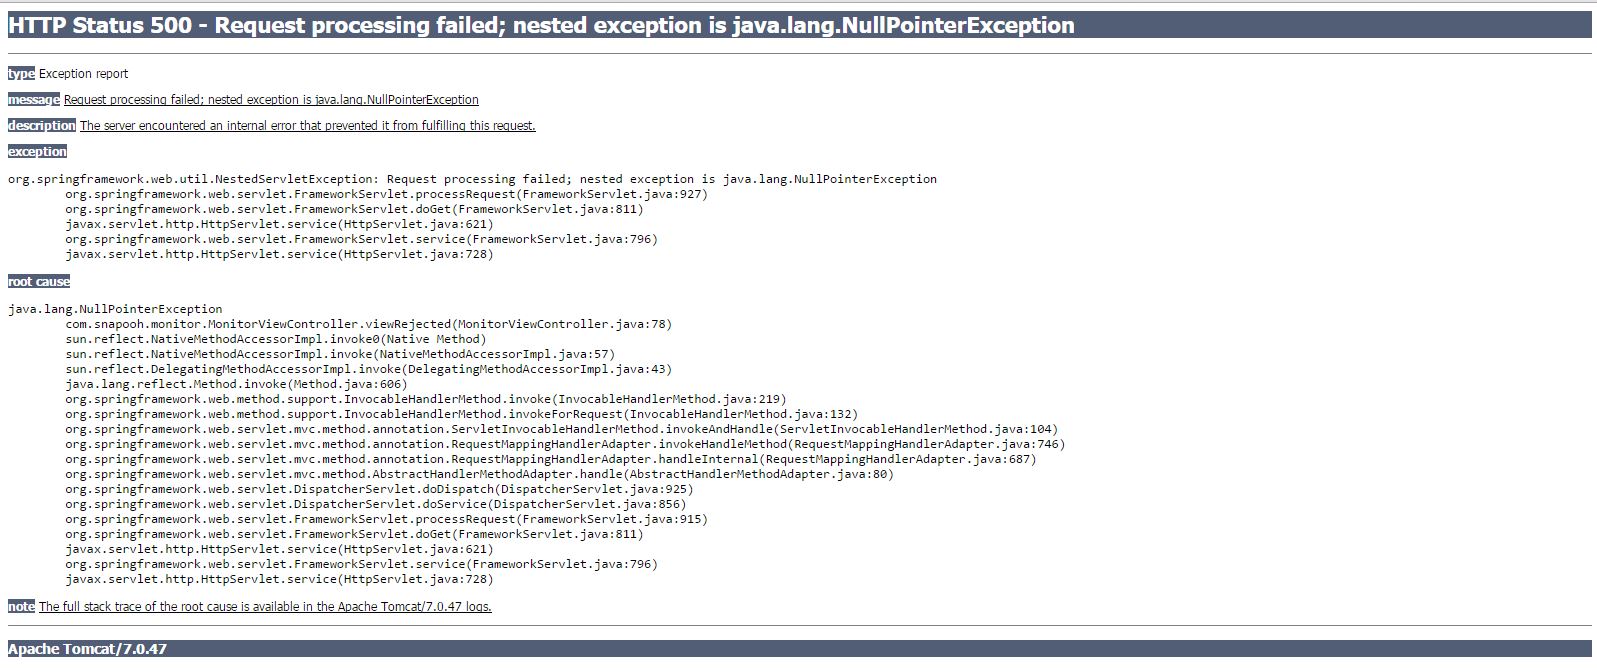 HTTP Status 500 - Request processing failed; nested exception is java.lang.NullPointerException
type Exception report
message Request processing failed; nested exception is java.lang.NullPointerException
description The server encountered an internal error that prevented it from fulfilling this request.
exception
org.springframework.web.util.NestedServletException: Request processing failed; nested exception is java.lang.NullPointerException
org.springframework.web.servlet.FrameworkServlet.processRequest(FrameworkServlet.java:927)
org.springframework.web.servlet.FrameworkServlet.doGet(FrameworkServlet.java:811)
javax.servlet.http.HttpServlet.service(HttpServlet.java:621)
org.springframework.web.servlet.FrameworkServlet.service(FrameworkServlet.java:796)
javax.servlet.http.HttpServlet.service(HttpServlet.java:728)
root cause
java.lang.NullPointerException
com.snapooh.monitor.MonitorViewController.viewRejected(MonitorViewController.java:78)
sun.reflect.NativeMethodAccessorImpl.invoke0(Native Method)
sun.reflect.NativeMethodAccessorImpl.invoke(NativeMethodAccessorImpl.java:57)
sun.reflect.DelegatingMethodAccessorImpl.invoke(DelegatingMethodAccessorImpl.java:43)
java.lang.reflect.Method.invoke(Method.java:606)
org.springframework.web.method.support.InvocableHandlerMethod.invoke(InvocableHandlerMethod.java:219)
org.springframework.web.method.support.InvocableHandlerMethod.invokeForRequest(InvocableHandlerMethod.java:132)
org.springframework.web.servlet.mvc.method.annotation.ServletInvocableHandlerMethod.invokeAndHandle(ServletInvocableHandlerMethod.java:104)
org.springframework.web.servlet.mvc.method.annotation.RequestMappingHandlerAdapter.invokeHandleMethod(RequestMappingHandlerAdapter.java:746)
org.springframework.web.servlet.mvc.method.annotation.RequestMappingHandlerAdapter.handleInternal(RequestMappingHandlerAdapter.java:687)
org.springframework.web.servlet.mvc.method.AbstractHandlerMethodAdapter.handle(AbstractHandlerMethodAdapter.java:80)
org.springframework.web.servlet.DispatcherServlet.doDispatch(DispatcherServlet.java:925)
org.springframework.web.servlet.DispatcherServlet.doService(DispatcherServlet.java:856)
org.springframework.web.servlet.FrameworkServlet.processRequest(FrameworkServlet.java:915)
org.springframework.web.servlet.FrameworkServlet.doGet(FrameworkServlet.java:811)
javax.servlet.http.HttpServlet.service(HttpServlet.java:621)
org.springframework.web.servlet.FrameworkServlet.service(FrameworkServlet.java:796)
javax.servlet.http.HttpServlet.service(HttpServlet.java:728)
note The full stack trace of the root cause is available in the Apache Tomcat/7.0.47 logs.
Apache Tomcat/7.0.47